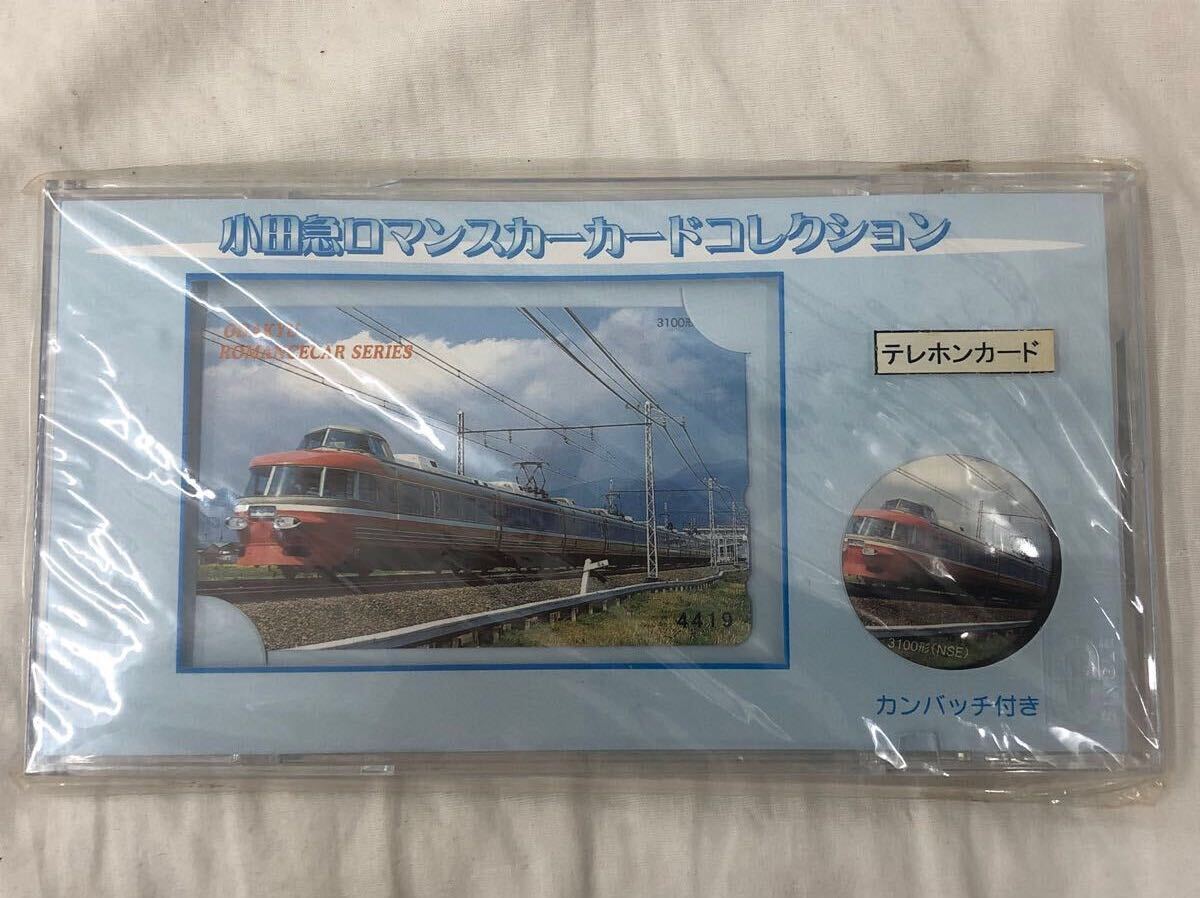 小田急ロマンスカーカードコレクション
ODAKYU
ROMANCECAR SERIES
3100形
テレホンカード
4419
3100形(NSE)
カンバッチ付き